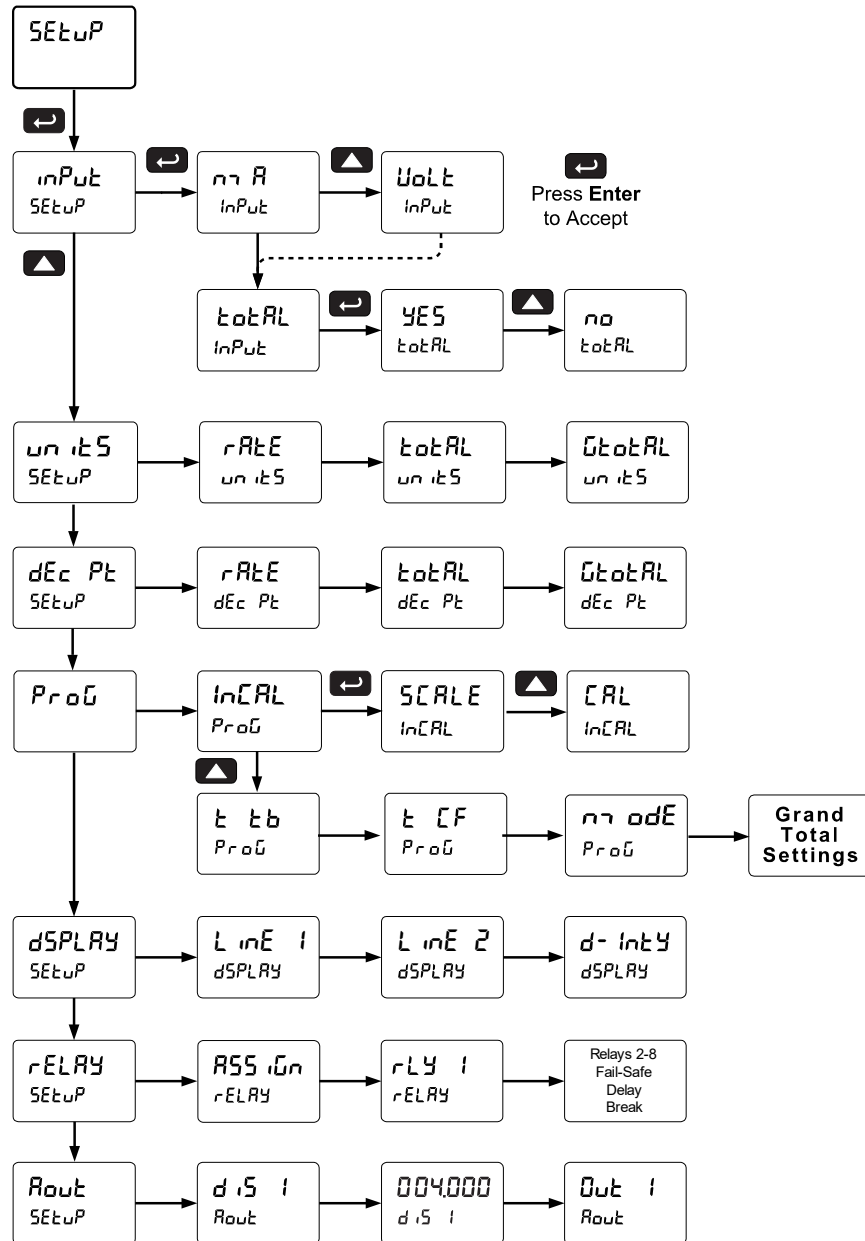 SEtuP
inPut
SEtuP
mA
InPut
VoLt
InPut
Press Enter
to Accept
totAL
InPut
YES
totAL
no
totAL
unitS
SEtuP
rAtE
unitS
totAL
unitS
GtotAL
unitS
dEc Pt
SEtuP
rAtE
dEc Pt
totAL
dEc Pt
GtotAL
dEc Pt
ProG
InCAL
ProG
SCALE
InCAL
CAL
InCAL
t tb
ProG
t CF
ProG
modE
ProG
Grand
Total
Settings
dSPLAY
SEtuP
LinE 1
dSPLAY
LinE 2
dSPLAY
d-IntY
dSPLAY
rELAY
SEtuP
ASSiGn
rELAY
rLY 1
rELAY
Relays 2-8
Fail-Safe
Delay
Break
Aout
SEtuP
diS 1
Aout
004.000
diS 1
Out 1
Aout